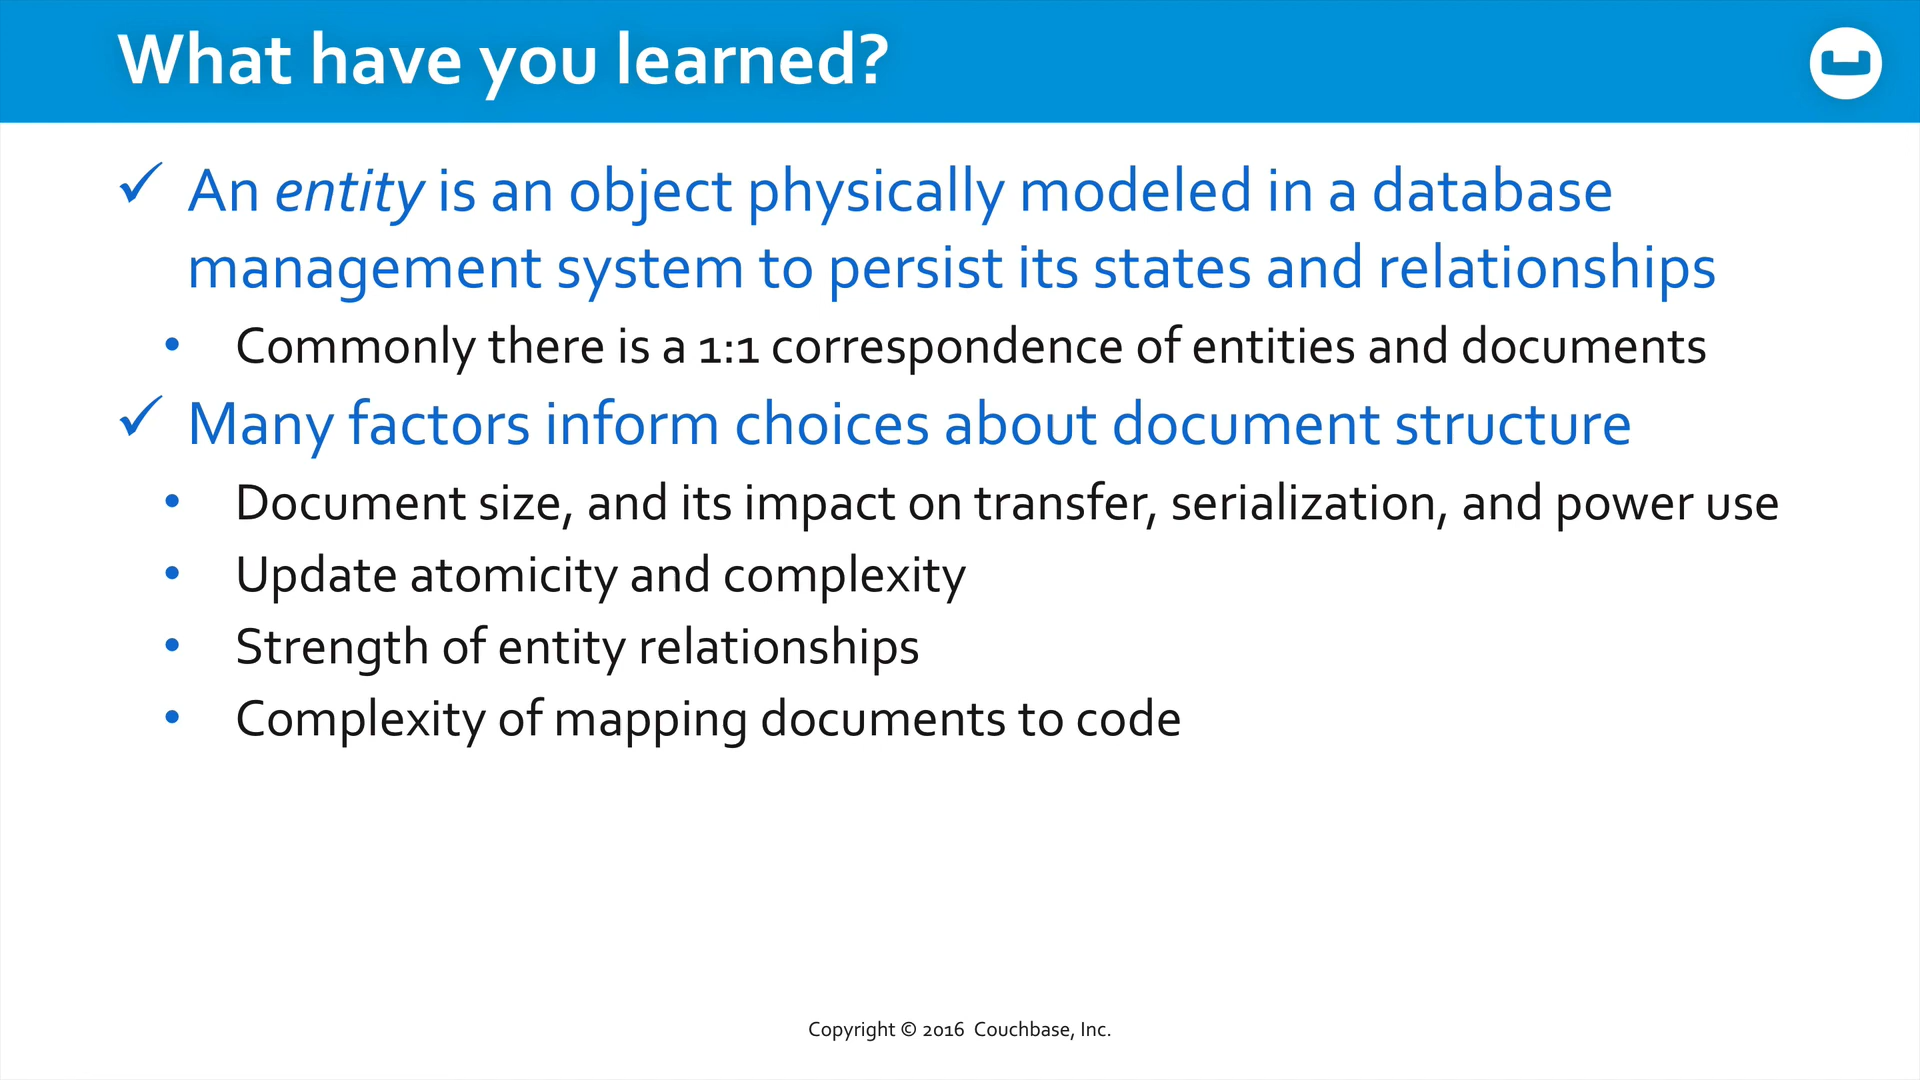 What have you learned?
✓ An entity is an object physically modeled in a database
management system to persist its states and relationships
• Commonly there is a 1:1 correspondence of entities and documents
✓ Many factors inform choices about document structure
• Document size, and its impact on transfer, serialization, and power use
• Update atomicity and complexity
• Strength of entity relationships
• Complexity of mapping documents to code
Copyright © 2016 Couchbase, Inc.